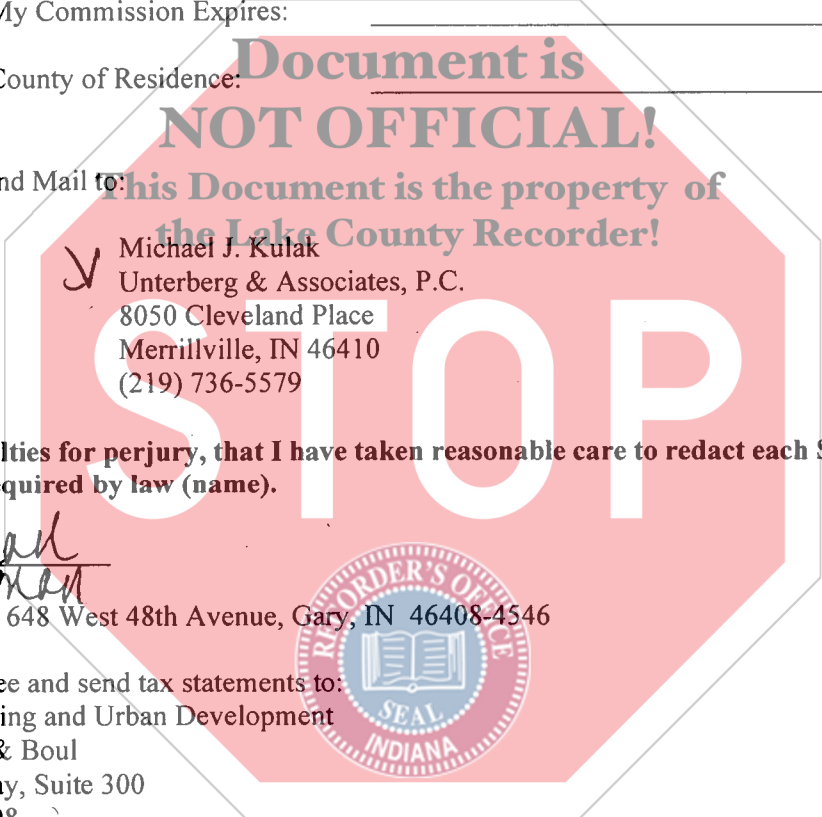 My Commission Expires:
Document is
County of Residence:
NOT OFFICIAL!
nd Mail to:
This Document is the property of
the Lake County Recorder!
Michael J. Kulak
Unterberg & Associates, P.C.
8050 Cleveland Place
Merrillville, IN 46410
(219) 736-5579
STOP
lties for perjury, that I have taken reasonable care to redact each S
quired by law (name).
648 West 48th Avenue, Gary, IN 46408-4546
RECORDER'S OFFICE
SEAL
INDIANA
ee and send tax statements to:
ing and Urban Development
& Boul
ay, Suite 300